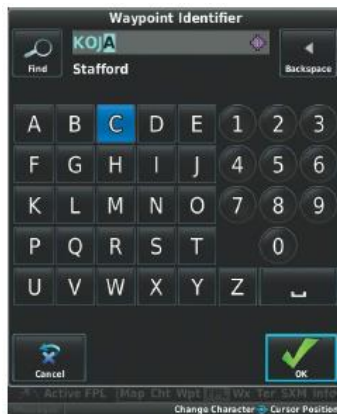 Waypoint Identifier
KOJA
Find
Stafford
Backspace
A B C D E 1 2 3
F G H I J 4 5 6
K L M N O 7 8 9
P Q R S T 0
U V W X Y Z
Cancel
OK
Active FPL Map Cht Wpt Wx Ter SXM Info
Change Character Cursor Position